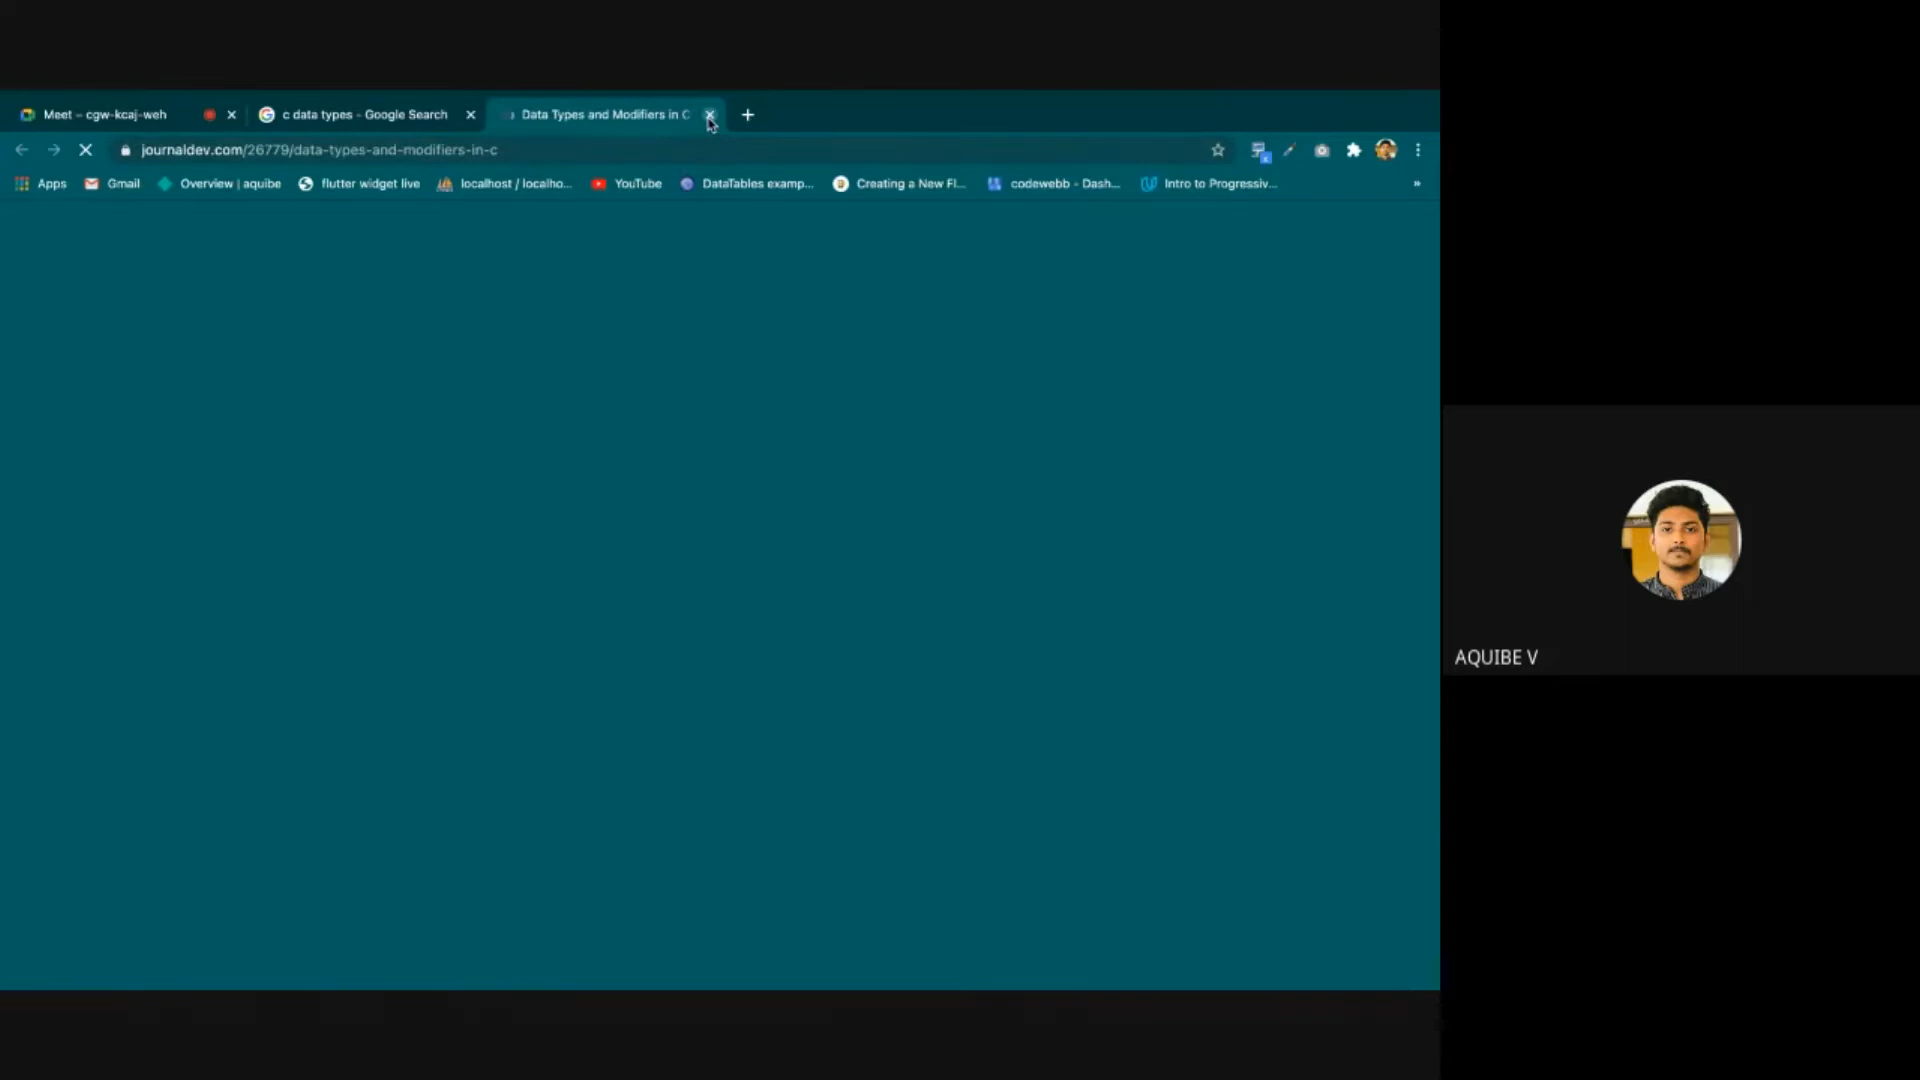 Meet – cgw-kcaj-weh
c data types - Google Search
Data Types and Modifiers in C
journaldev.com/26779/data-types-and-modifiers-in-c
Apps
Gmail
Overview | aquibe
flutter widget live
localhost / localho...
YouTube
DataTables examp...
Creating a New Fl...
codewebb - Dash...
Intro to Progressiv...
»
AQUIBE V